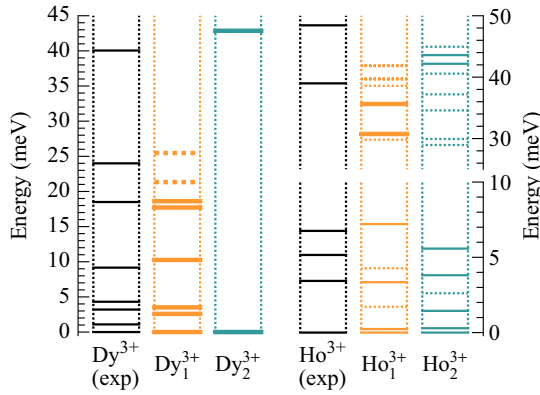 45
40
35
30
25
20
15
10
5
0
Energy (meV)
Dy³⁺
(exp)
Dy₁³⁺
Dy₂³⁺
Ho³⁺
(exp)
Ho₁³⁺
Ho₂³⁺
50
40
30
10
5
0
Energy (meV)